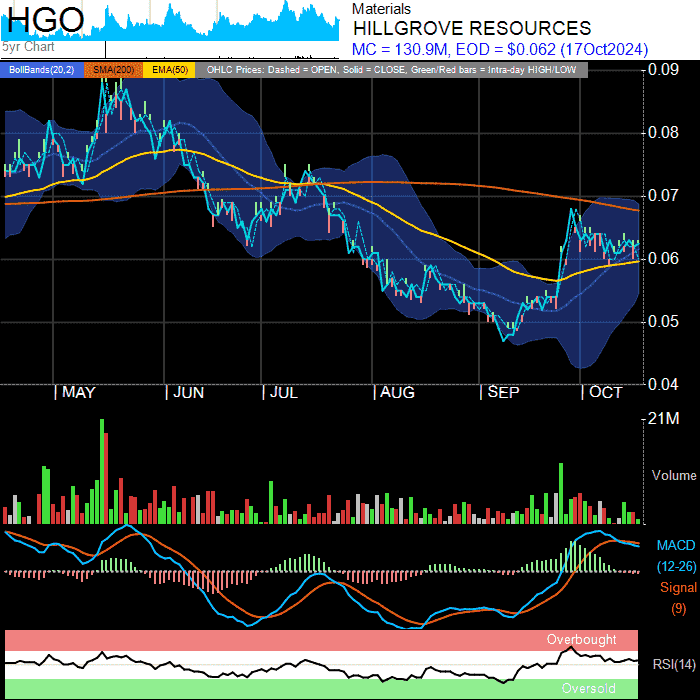 HGO
5yr Chart
Materials
HILLGROVE RESOURCES
MC = 130.9M, EOD = $0.062 (17Oct2024)
BollBands(20,2) SMA(200) EMA(50) OHLC Prices: Dashed = OPEN, Solid = CLOSE, Green/Red bars = Intra-day HIGH/LOW
0.09
0.08
0.07
0.06
0.05
0.04
MAY JUN JUL AUG SEP OCT
21M
Volume
MACD
(12-26)
Signal
(9)
Overbought
RSI(14)
Oversold